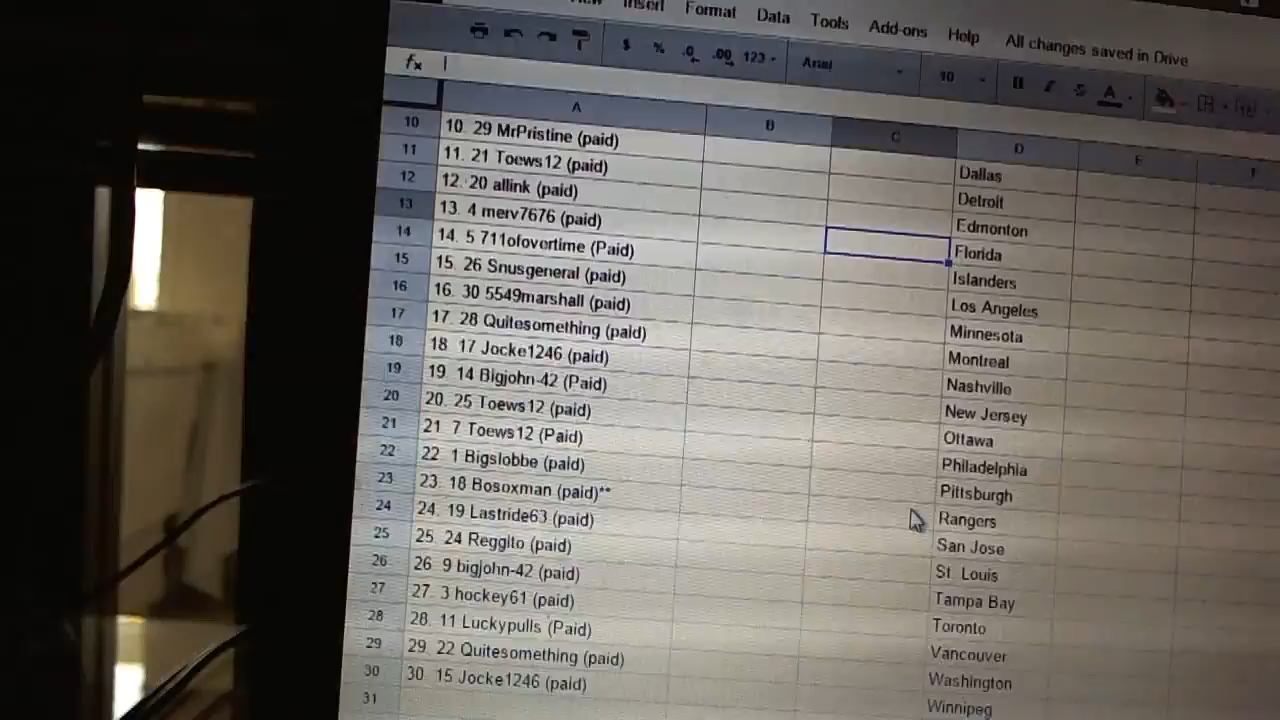 Insert Format Data Tools Add-ons Help All changes saved in Drive
$ % .0 .00 123 Arial 10 B I S A
fx
A B C D E F
10 10. 29 MrPristine (paid) Dallas
11 11. 21 Toews12 (paid) Detroit
12 12. 20 allink (paid) Edmonton
13 13. 4 merv7676 (paid) Florida
14 14. 5 711ofovertime (Paid) Islanders
15 15. 26 Snusgeneral (paid) Los Angeles
16 16. 30 5549marshall (paid) Minnesota
17 17. 28 Quitesomething (paid) Montreal
18 18. 17 Jocke1246 (paid) Nashville
19 19. 14 Bigjohn-42 (Paid) New Jersey
20 20. 25 Toews12 (paid) Ottawa
21 21. 7 Toews12 (Paid) Philadelphia
22 22. 1 Bigslobbe (paid) Pittsburgh
23 23. 18 Bosoxman (paid)** Rangers
24 24. 19 Lastride63 (paid) San Jose
25 25. 24 Reggito (paid) St. Louis
26 26. 9 bigjohn-42 (paid) Tampa Bay
27 27. 3 hockey61 (paid) Toronto
28 28. 11 Luckypulls (Paid) Vancouver
29 29. 22 Quitesomething (paid) Washington
30 30. 15 Jocke1246 (paid) Winnipeg
31